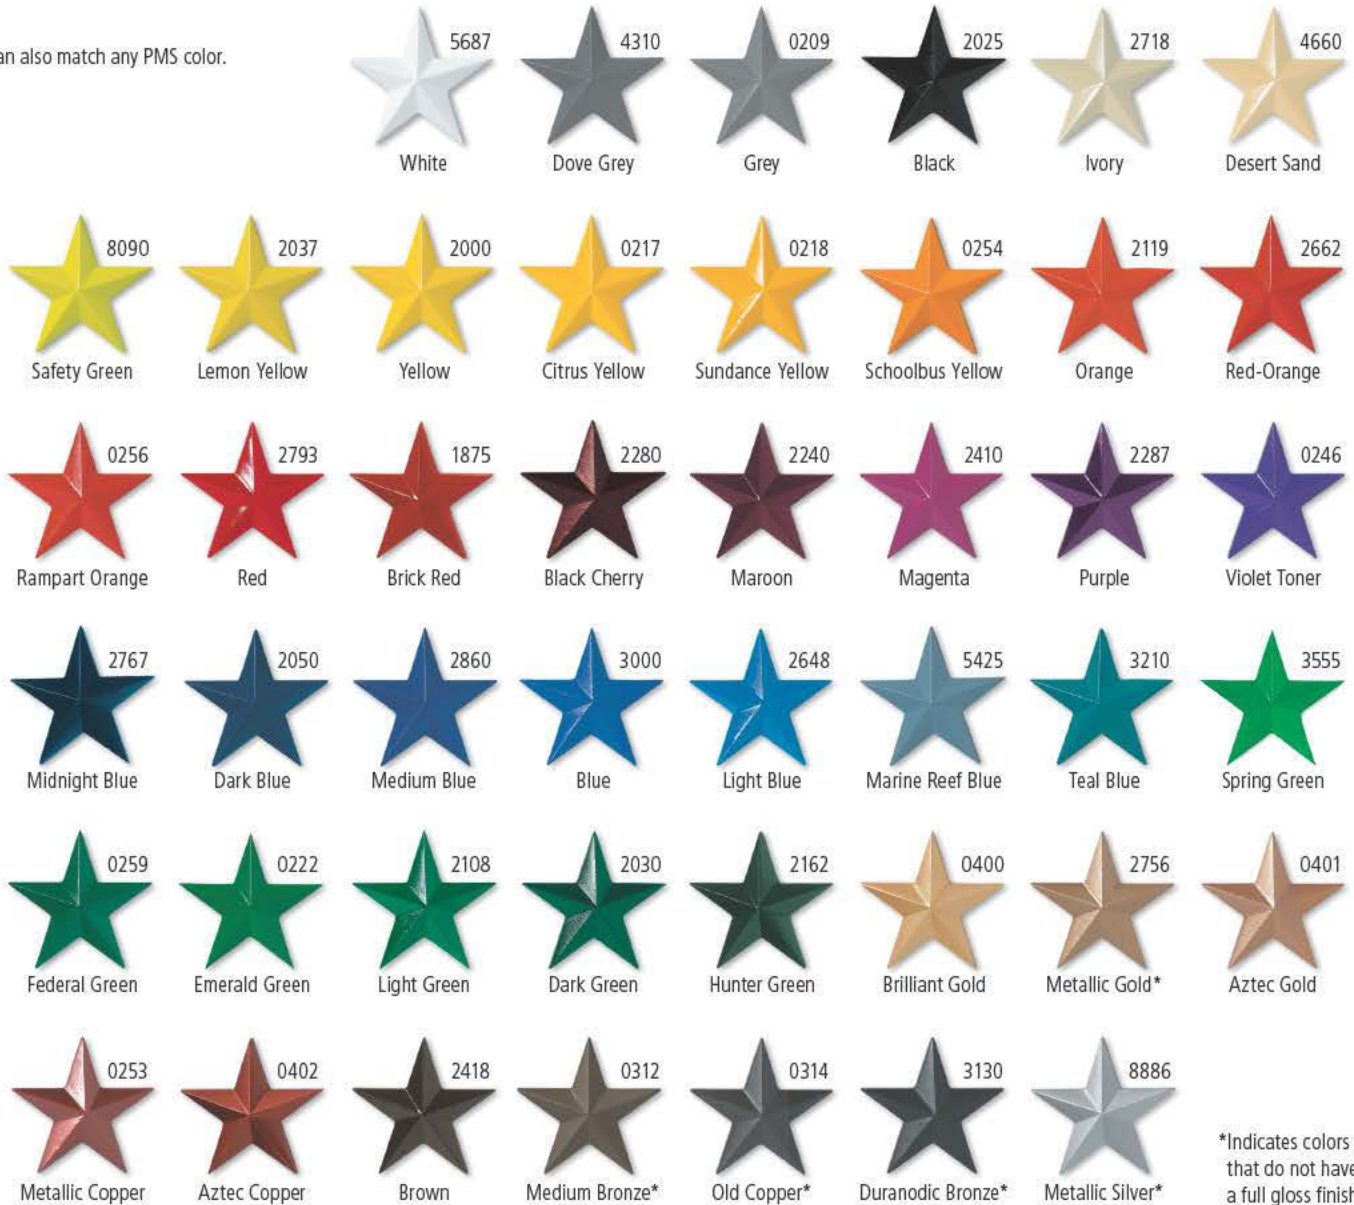 an also match any PMS color.
5687 4310 0209 2025 2718 4660
White Dove Grey Grey Black Ivory Desert Sand
8090 2037 2000 0217 0218 0254 2119 2662
Safety Green Lemon Yellow Yellow Citrus Yellow Sundance Yellow Schoolbus Yellow Orange Red-Orange
0256 2793 1875 2280 2240 2410 2287 0246
Rampart Orange Red Brick Red Black Cherry Maroon Magenta Purple Violet Toner
2767 2050 2860 3000 2648 5425 3210 3555
Midnight Blue Dark Blue Medium Blue Blue Light Blue Marine Reef Blue Teal Blue Spring Green
0259 0222 2108 2030 2162 0400 2756 0401
Federal Green Emerald Green Light Green Dark Green Hunter Green Brilliant Gold Metallic Gold* Aztec Gold
0253 0402 2418 0312 0314 3130 8886
Metallic Copper Aztec Copper Brown Medium Bronze* Old Copper* Duranodic Bronze* Metallic Silver*
*Indicates colors
that do not have
a full gloss finish